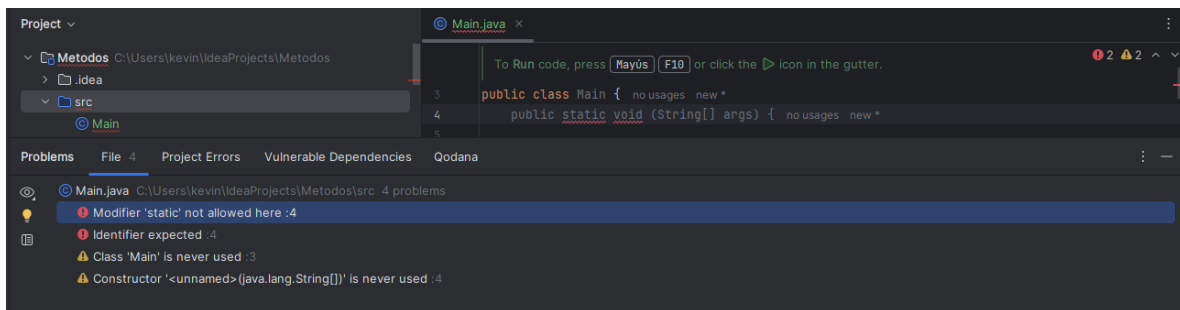 Project
Main.java
Metodos C:\Users\kevin\IdeaProjects\Metodos
.idea
src
Main
To Run code, press Mayús F10 or click the icon in the gutter.
2 2
3 public class Main { no usages new *
4 public static void (String[] args) { no usages new *
5
Problems File 4 Project Errors Vulnerable Dependencies Qodana
Main.java C:\Users\kevin\IdeaProjects\Metodos\src 4 problems
Modifier 'static' not allowed here :4
Identifier expected :4
Class 'Main' is never used :3
Constructor '<unnamed>(java.lang.String[])' is never used :4